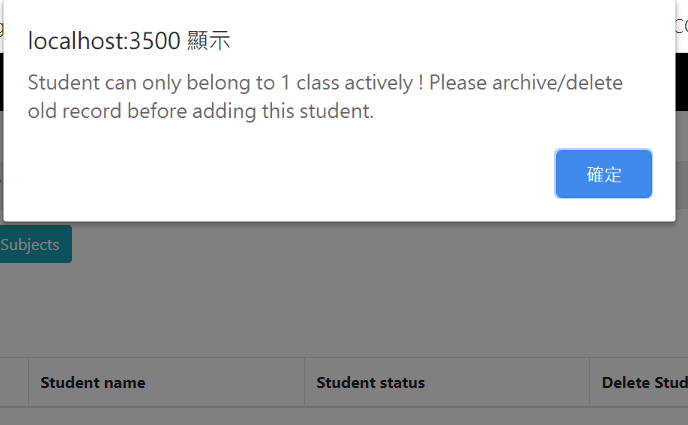 localhost:3500 顯示
Student can only belong to 1 class actively ! Please archive/delete
old record before adding this student.
確定
Subjects
Student name
Student status
Delete Stud